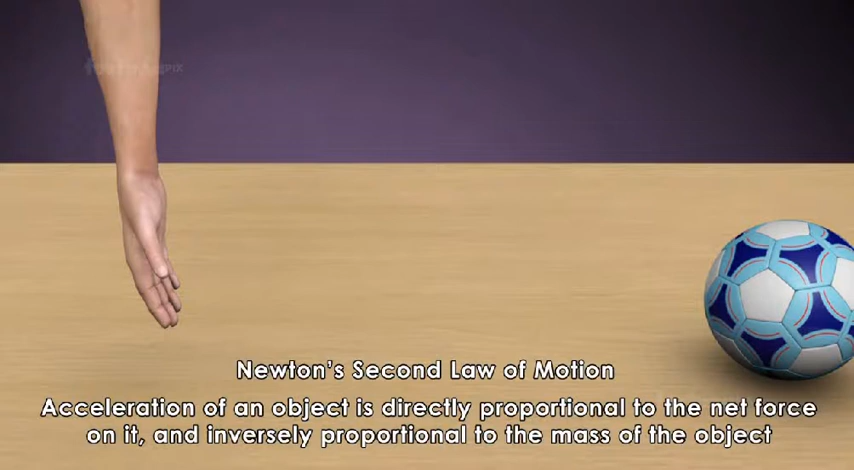 Newton's Second Law of Motion
Acceleration of an object is directly proportional to the net force
on it, and inversely proportional to the mass of the object